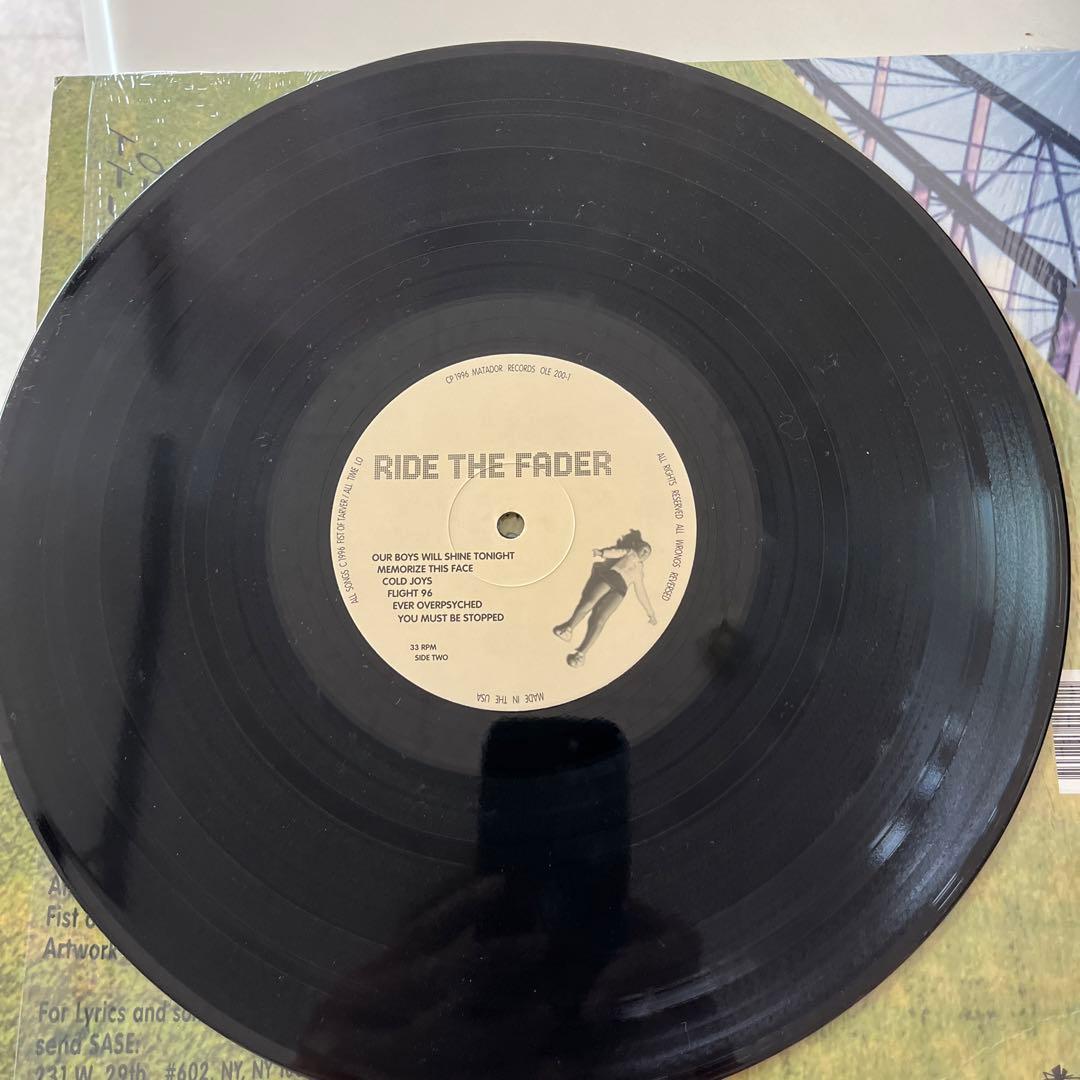 CP 1996 MATADOR RECORDS OLE 200-1
RIDE THE FADER
ALL SONGS C 1996 FIST OF TARVER / ALL TIME LO
ALL RIGHTS RESERVED ALL WRONGS REVERSED
OUR BOYS WILL SHINE TONIGHT
MEMORIZE THIS FACE
COLD JOYS
FLIGHT 96
EVER OVERPSYCHED
YOU MUST BE STOPPED
33 RPM
SIDE TWO
MADE IN THE USA
Fist
Artwork
For Lyrics and
send SASE:
231 W. 29th #602, NY, NY